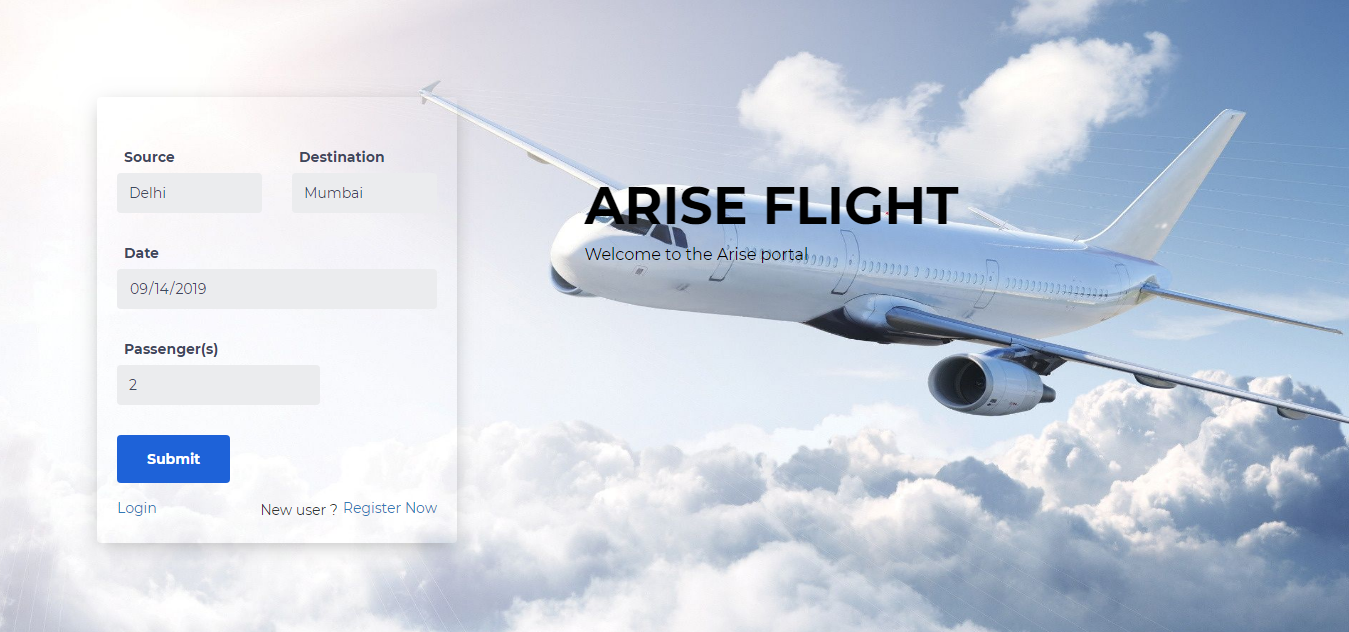 Source Destination
Delhi Mumbai
Date
09/14/2019
Passenger(s)
2
Submit
Login New user ? Register Now
ARISE FLIGHT
Welcome to the Arise portal